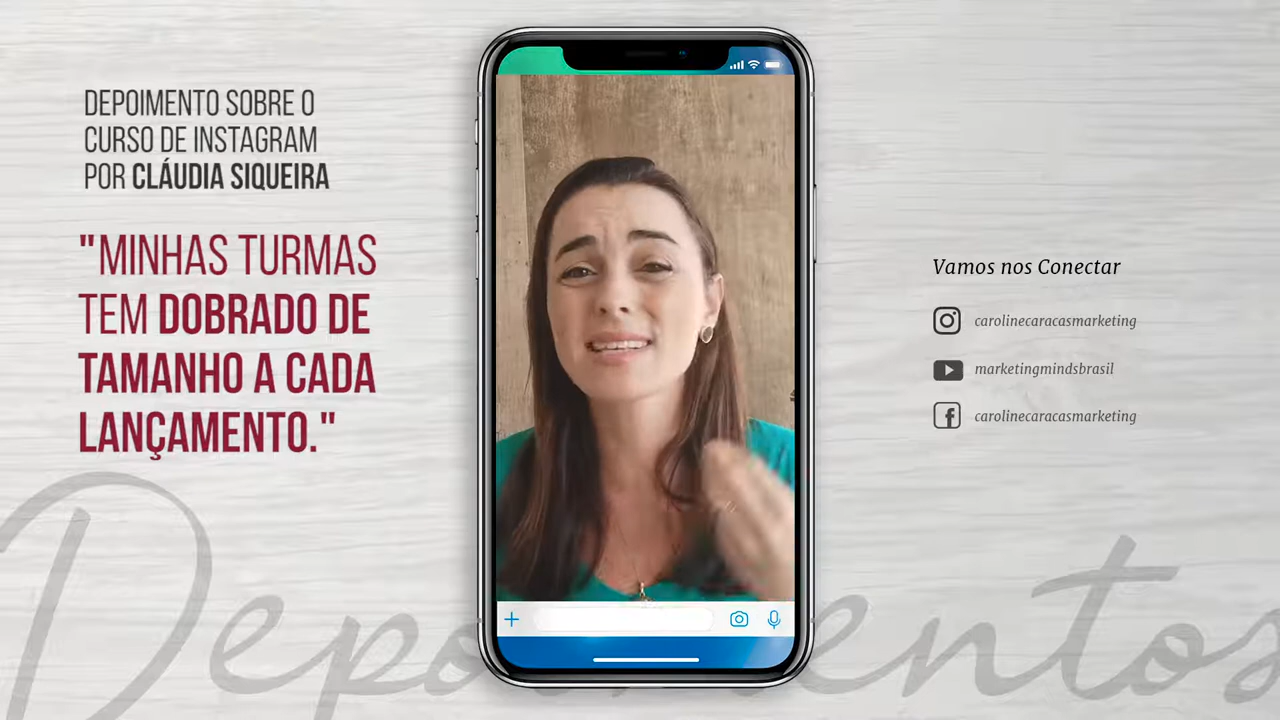 DEPOIMENTO SOBRE O
CURSO DE INSTAGRAM
POR CLÁUDIA SIQUEIRA
"MINHAS TURMAS
TEM DOBRADO DE
TAMANHO A CADA
LANÇAMENTO."
Vamos nos Conectar
carolinecaracasmarketing
marketingmindsbrasil
carolinecaracasmarketing
Depoimentos